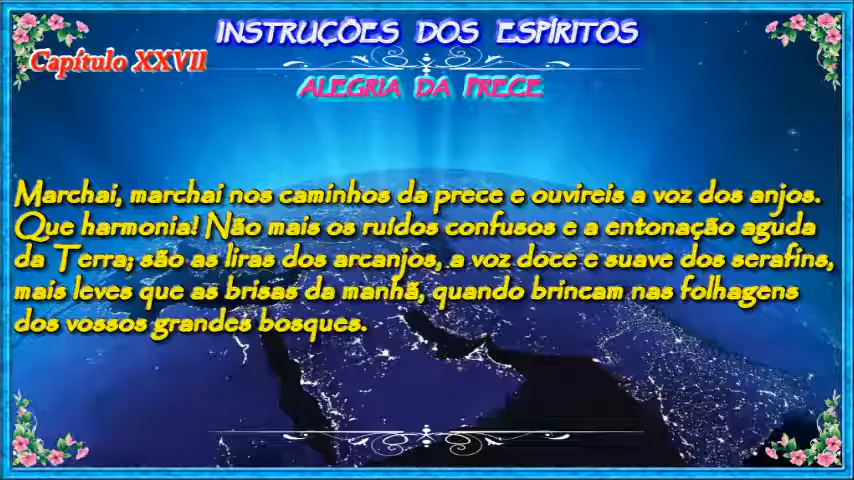 INSTRUÇÕES DOS ESPÍRITOS
Capítulo XXVII
ALEGRIA DA PRECE
Marchai, marchai nos caminhos da prece e ouvireis a voz dos anjos.
Que harmonia! Não mais os ruídos confusos e a entonação aguda
da Terra; são as liras dos arcanjos, a voz doce e suave dos serafins,
mais leves que as brisas da manhã, quando brincam nas folhagens
dos vossos grandes bosques.